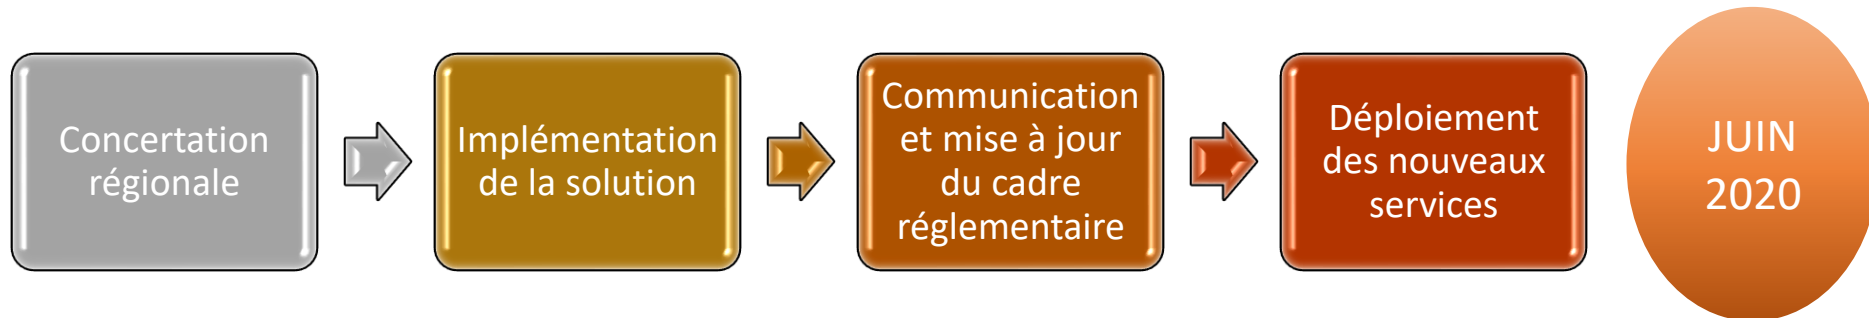 Concertation
régionale
Implémentation
de la solution
Communication
et mise à jour
du cadre
réglementaire
Déploiement
des nouveaux
services
JUIN
2020